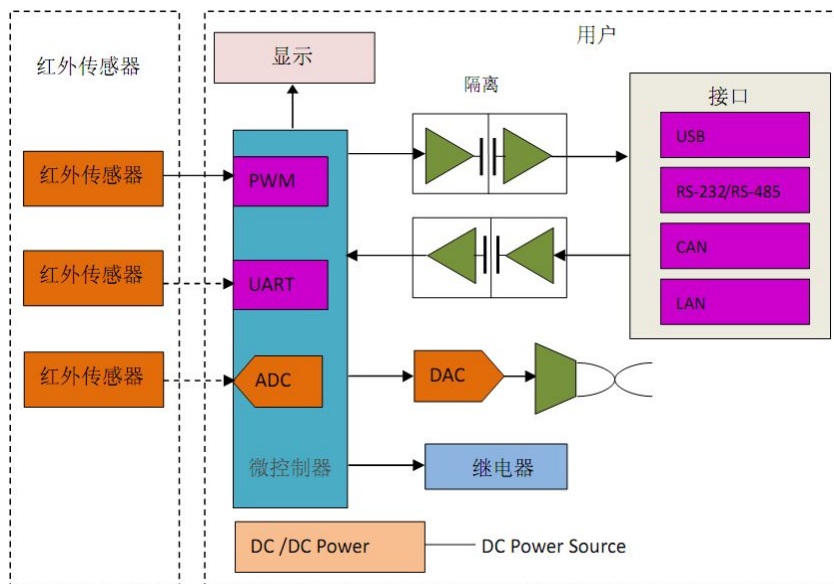 用户
显示
红外传感器
隔离
接口
USB
红外传感器
PWM
RS-232/RS-485
CAN
红外传感器
UART
LAN
红外传感器
ADC
DAC
微控制器
继电器
DC /DC Power
DC Power Source